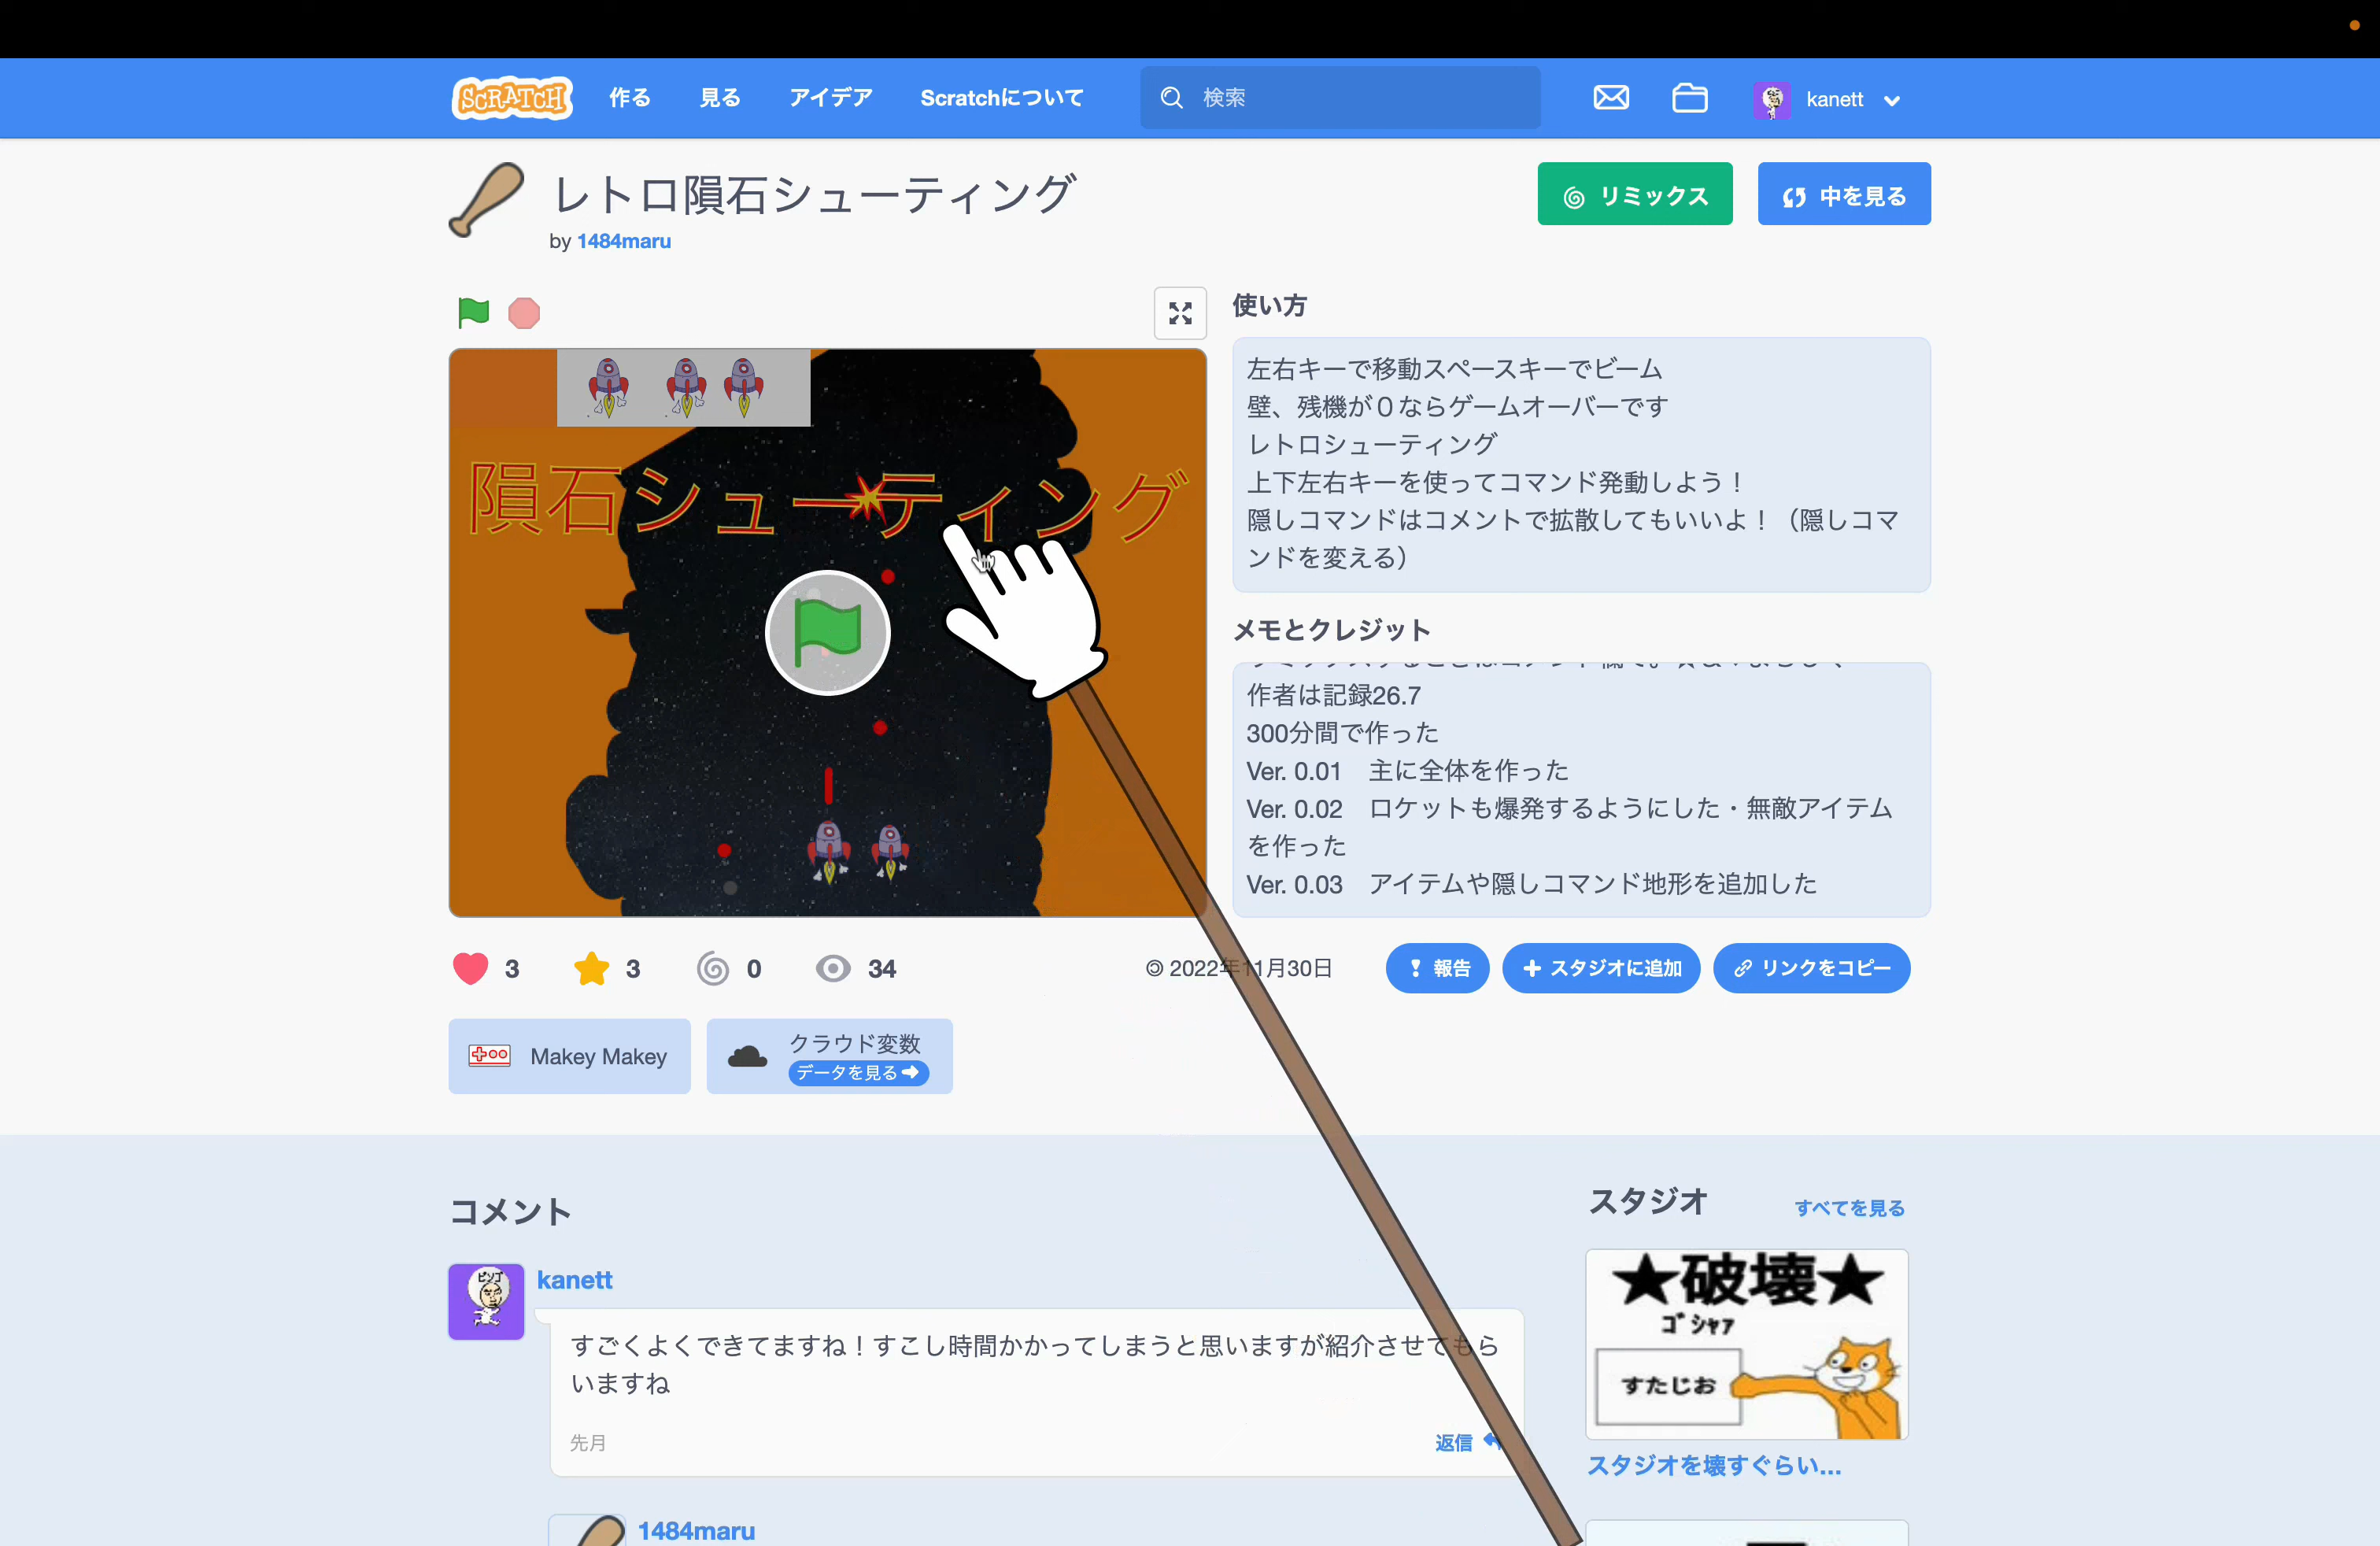 SCRATCH 作る 見る アイデア Scratchについて 検索 kanett
レトロ隕石シューティング
by 1484maru
リミックス 中を見る
使い方
左右キーで移動スペースキーでビーム
壁、残機が０ならゲームオーバーです
レトロシューティング
上下左右キーを使ってコマンド発動しよう！
隠しコマンドはコメントで拡散してもいいよ！（隠しコマ
ンドを変える）
隕石シューティング
メモとクレジット
作者は記録26.7
300分間で作った
Ver. 0.01　主に全体を作った
Ver. 0.02　ロケットも爆発するようにした・無敵アイテム
を作った
Ver. 0.03　アイテムや隠しコマンド地形を追加した
3 3 0 34
2022年11月30日
報告 スタジオに追加 リンクをコピー
Makey Makey
クラウド変数
データを見る
コメント
kanett
すごくよくできてますね！すこし時間かかってしまうと思いますが紹介させてもら
いますね
先月 返信
1484maru
スタジオ すべてを見る
★破壊★
ｺﾞｼｬｱ
すたじお
スタジオを壊すぐらい...